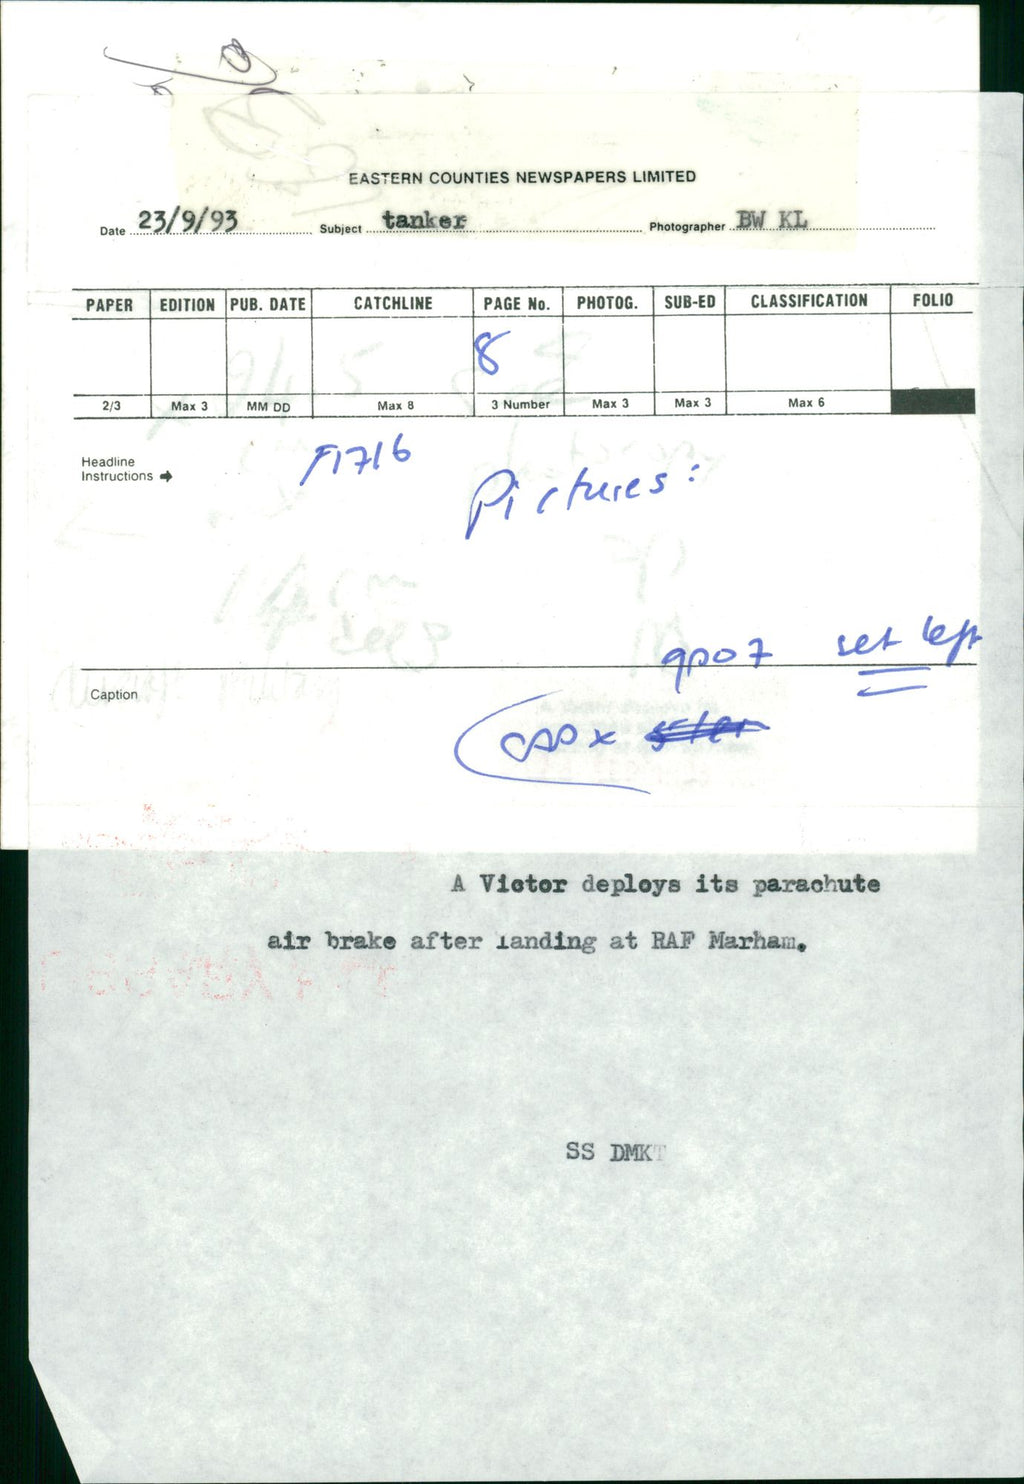 EASTERN COUNTIES NEWSPAPERS LIMITED
Date 23/9/93 Subject tanker Photographer BW KL
PAPER EDITION PUB. DATE CATCHLINE PAGE No. PHOTOG. SUB-ED CLASSIFICATION FOLIO
8
2/3 Max 3 MM DD Max 8 3 Number Max 3 Max 3 Max 6
Headline
Instructions →
F1716
Pictures:
qpo7 set left
Caption
A Victor deploys its parachute
air brake after landing at RAF Marham.
SS DMKT